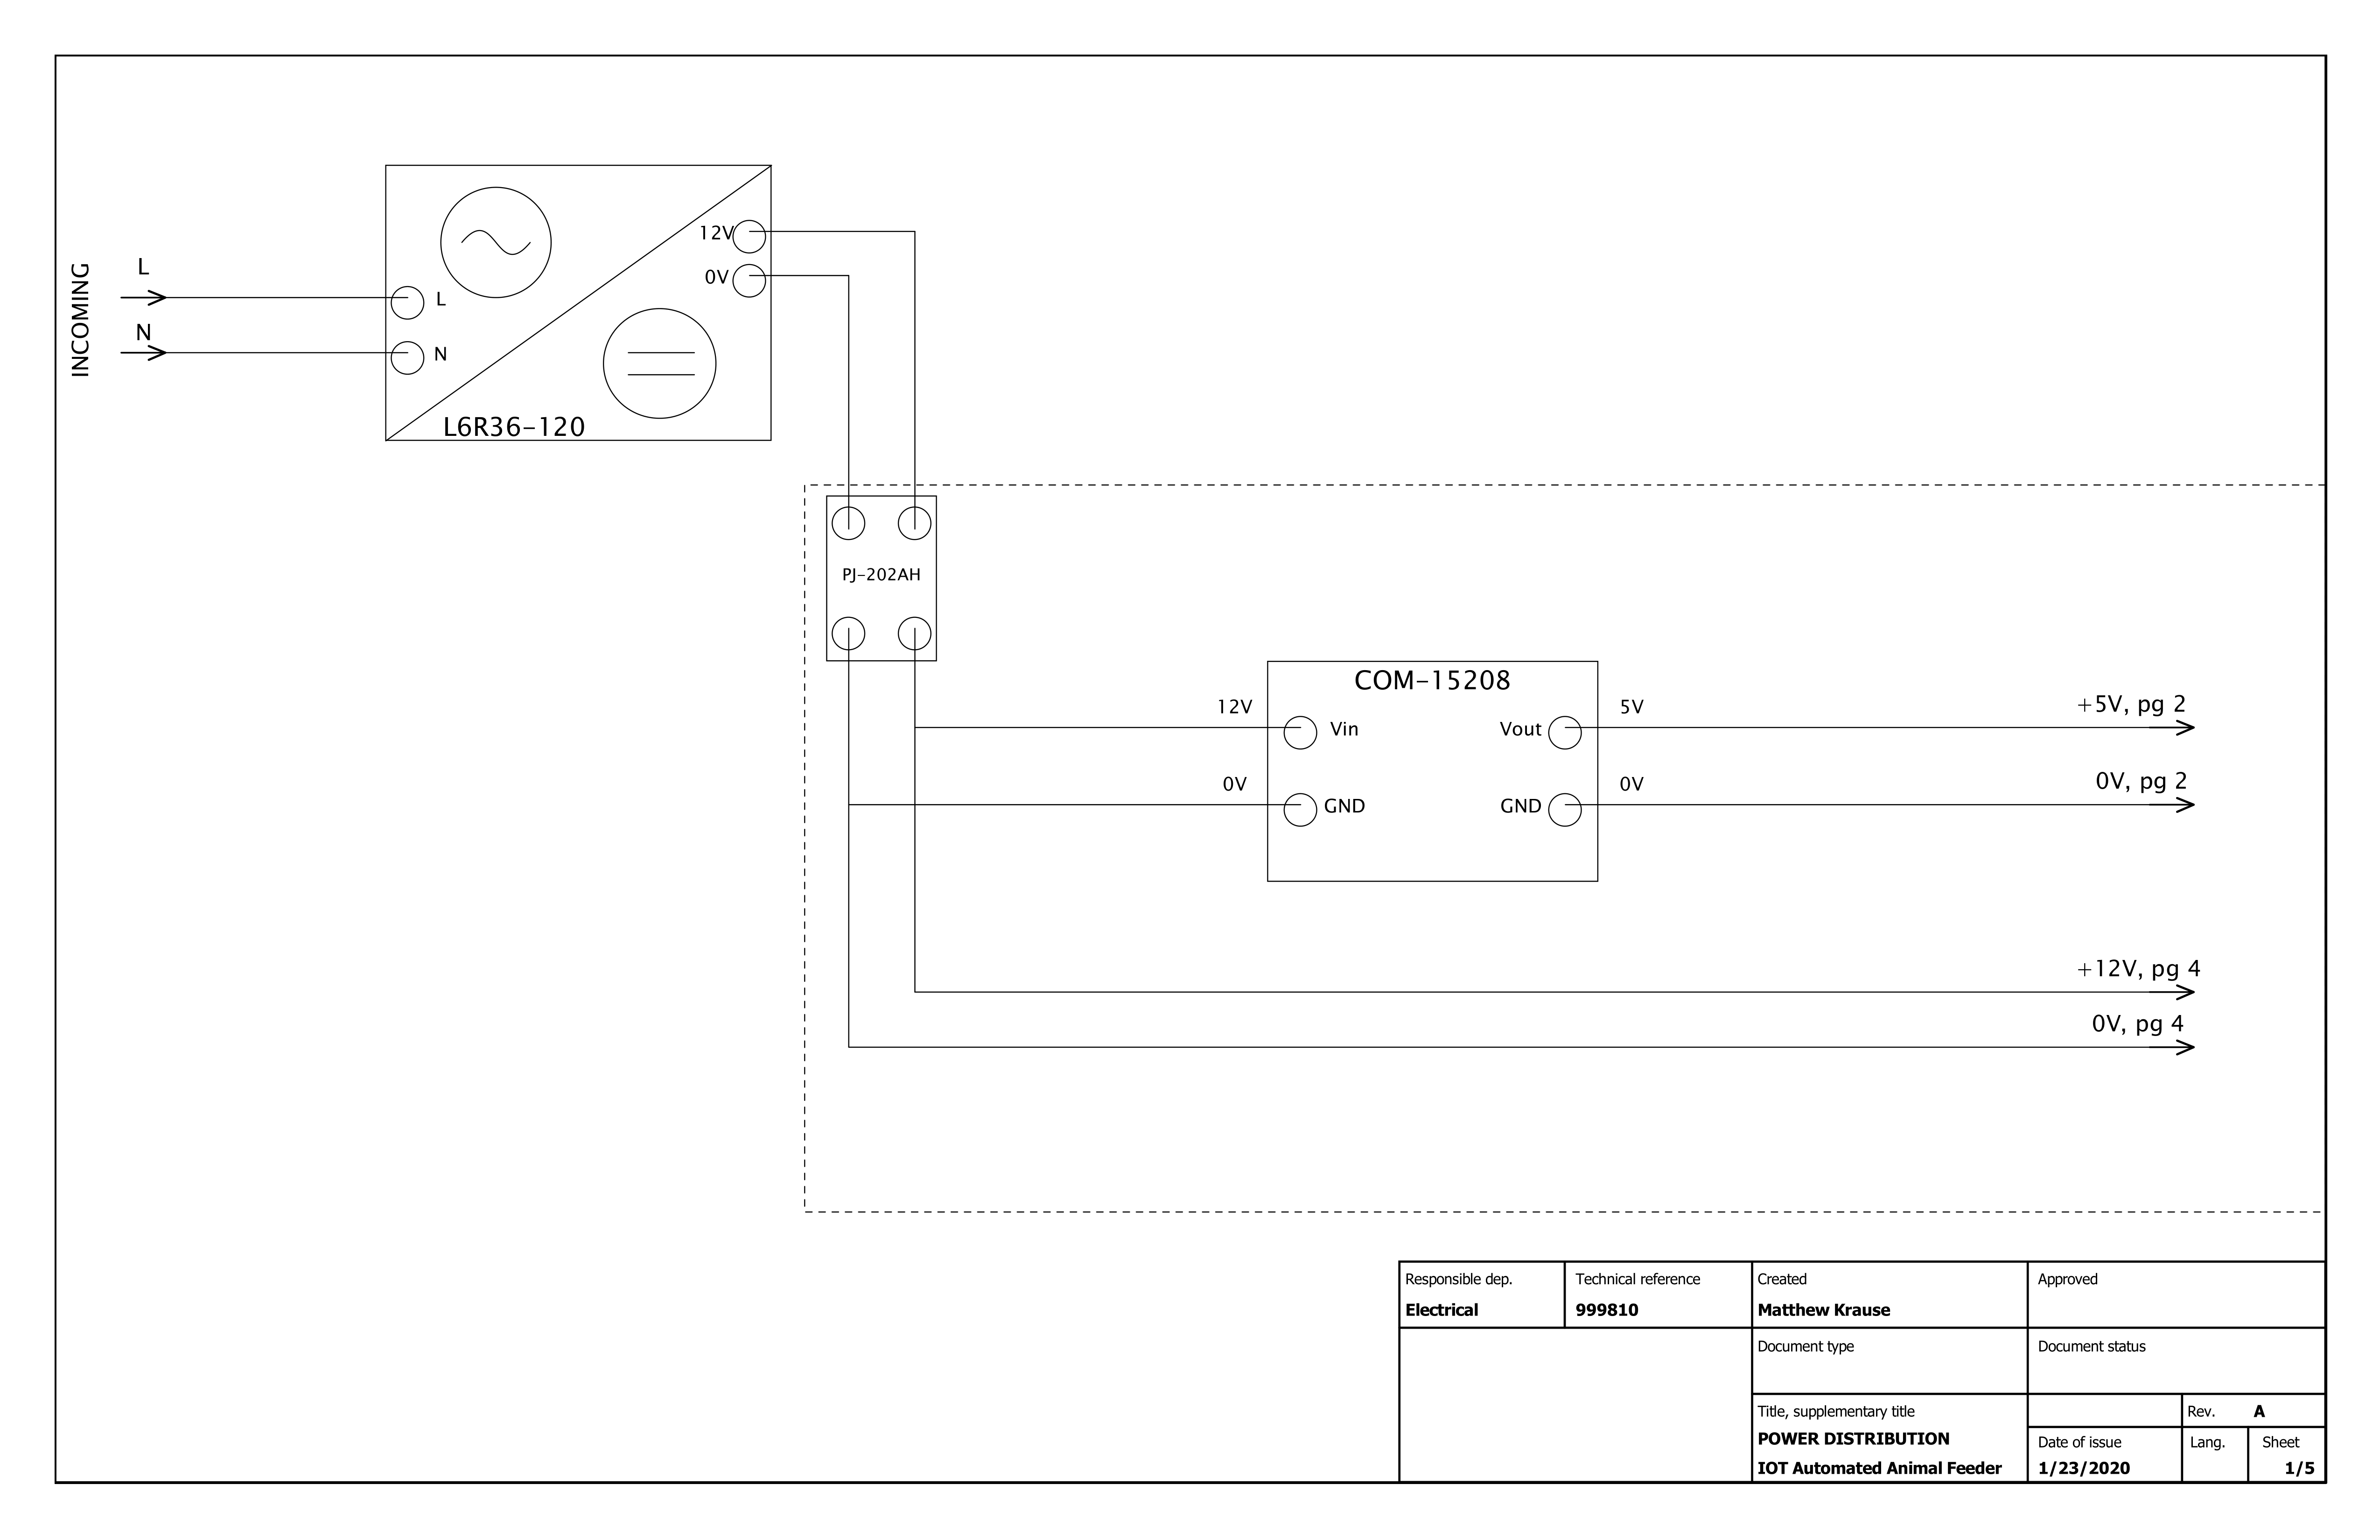 INCOMING
L
N
L
N
12V
0V
L6R36-120
PJ-202AH
COM-15208
12V
Vin
Vout
5V
+5V, pg 2
0V
GND
GND
0V
0V, pg 2
+12V, pg 4
0V, pg 4
Responsible dep.
Electrical
Technical reference
999810
Created
Matthew Krause
Approved
Document type
Document status
Title, supplementary title
POWER DISTRIBUTION
IOT Automated Animal Feeder
Rev. A
Date of issue
1/23/2020
Lang.
Sheet
1/5